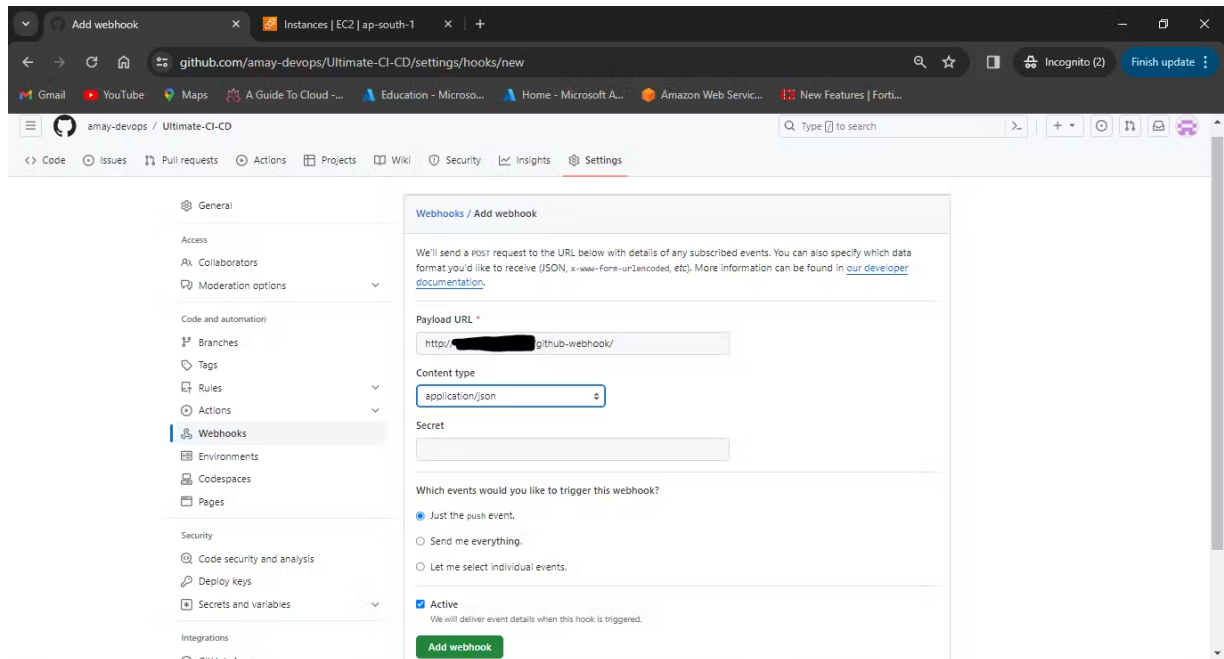 Add webhook
Instances | EC2 | ap-south-1
github.com/amay-devops/Ultimate-CI-CD/settings/hooks/new
Incognito (2)
Finish update
Gmail
YouTube
Maps
A Guide To Cloud -...
Education - Microso...
Home - Microsoft A...
Amazon Web Servic...
New Features | Forti...
amay-devops / Ultimate-CI-CD
Type / to search
Code
Issues
Pull requests
Actions
Projects
Wiki
Security
Insights
Settings
General
Access
Collaborators
Moderation options
Code and automation
Branches
Tags
Rules
Actions
Webhooks
Environments
Codespaces
Pages
Security
Code security and analysis
Deploy keys
Secrets and variables
Integrations
Webhooks / Add webhook
We'll send a POST request to the URL below with details of any subscribed events. You can also specify which data
format you'd like to receive (JSON, x-www-form-urlencoded, etc). More information can be found in our developer
documentation.
Payload URL *
http:// github-webhook/
Content type
application/json
Secret
Which events would you like to trigger this webhook?
Just the push event.
Send me everything.
Let me select individual events.
Active
We will deliver event details when this hook is triggered.
Add webhook